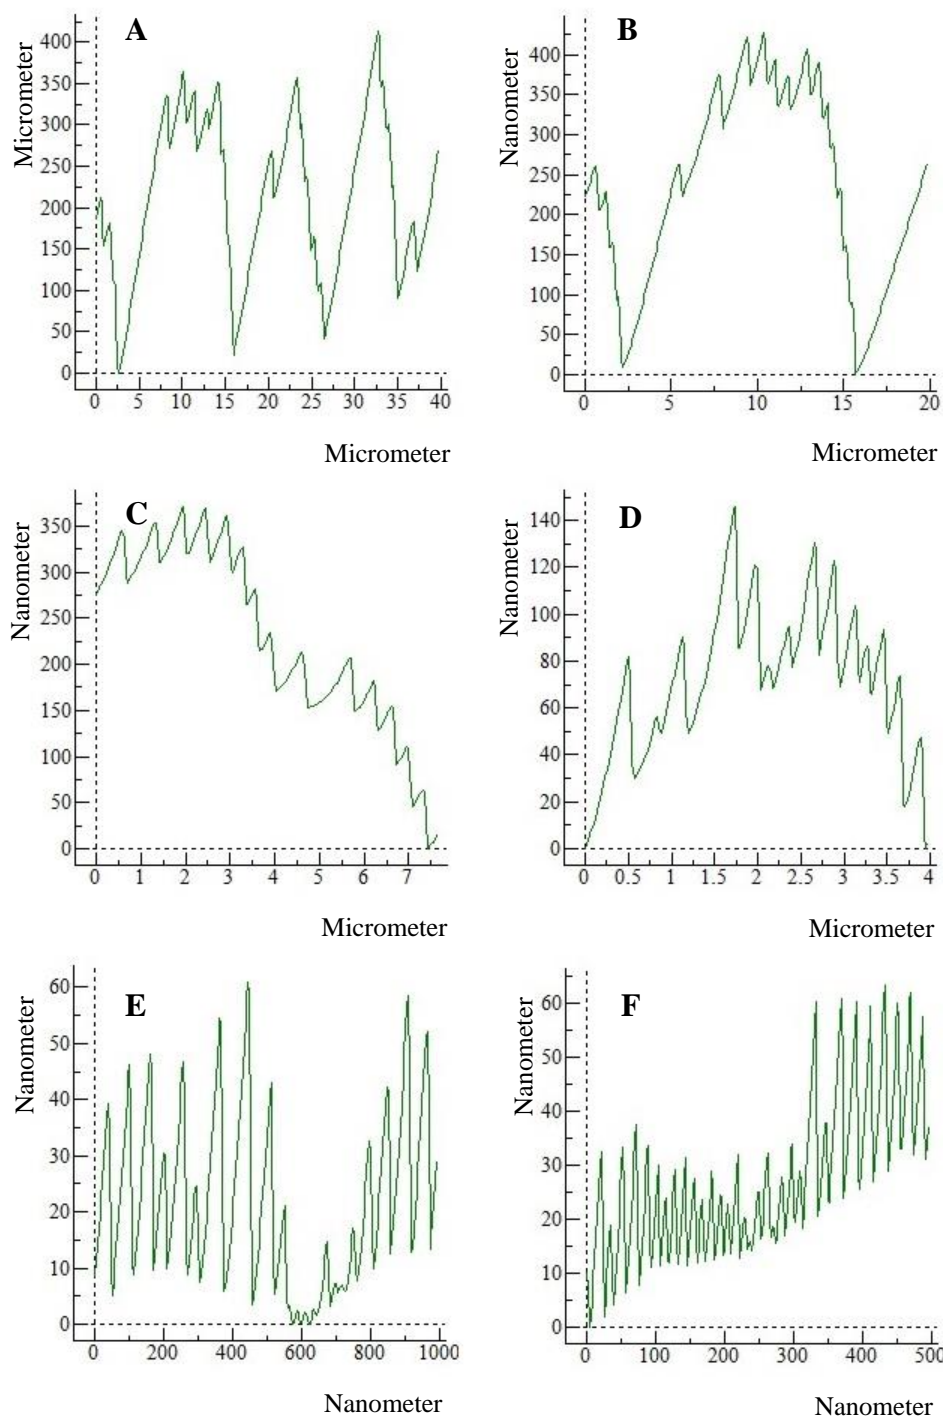 A
Micrometer
400
350
300
250
200
150
100
50
0
0 5 10 15 20 25 30 35 40
Micrometer
B
Nanometer
400
350
300
250
200
150
100
50
0
0 5 10 15 20
Micrometer
C
Nanometer
350
300
250
200
150
100
50
0
0 1 2 3 4 5 6 7
Micrometer
D
Nanometer
140
120
100
80
60
40
20
0
0 0.5 1 1.5 2 2.5 3 3.5 4
Micrometer
E
Nanometer
60
50
40
30
20
10
0
0 200 400 600 800 1000
Nanometer
F
Nanometer
60
50
40
30
20
10
0
0 100 200 300 400 500
Nanometer